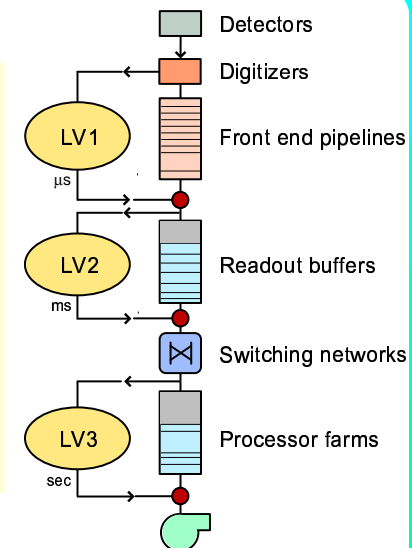 Detectors
Digitizers
LV1
Front end pipelines
μs
LV2
Readout buffers
ms
Switching networks
LV3
Processor farms
sec